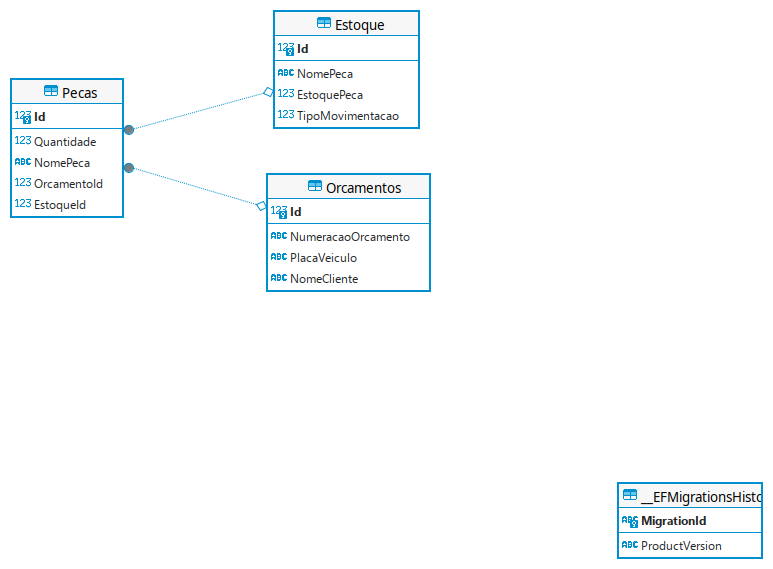 Estoque
123 Id
ABC NomePeca
123 EstoquePeca
123 TipoMovimentacao
Pecas
123 Id
123 Quantidade
ABC NomePeca
123 OrcamentoId
123 EstoqueId
Orcamentos
123 Id
ABC NumeracaoOrcamento
ABC PlacaVeiculo
ABC NomeCliente
__EFMigrationsHisto
ABC MigrationId
ABC ProductVersion